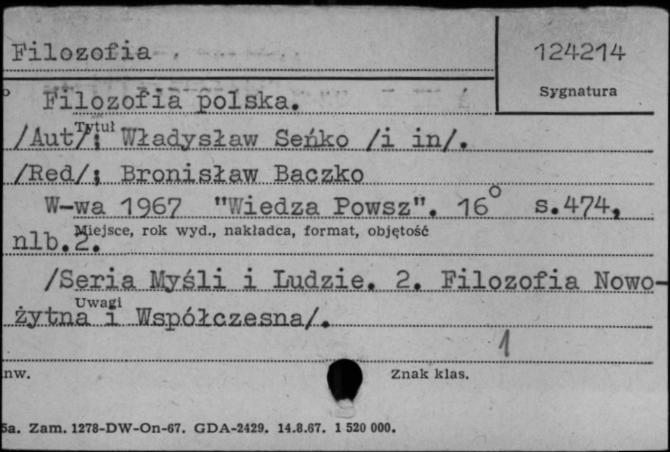 Filozofia
124214
Sygnatura
Filozofia polska.
Tytuł
/Aut/; Władysław Seńko /i in/.
/Red/; Bronisław Baczko
W-wa 1967 "Wiedza Powsz". 16° s.474,
Miejsce, rok wyd., nakładca, format, objętość
nlb.2.
/Seria Myśli i Ludzie. 2. Filozofia Nowo-
Uwagi
żytna i Współczesna/.
1
nw.
Znak klas.
5a. Zam. 1278-DW-On-67. GDA-2429. 14.8.67. 1 520 000.